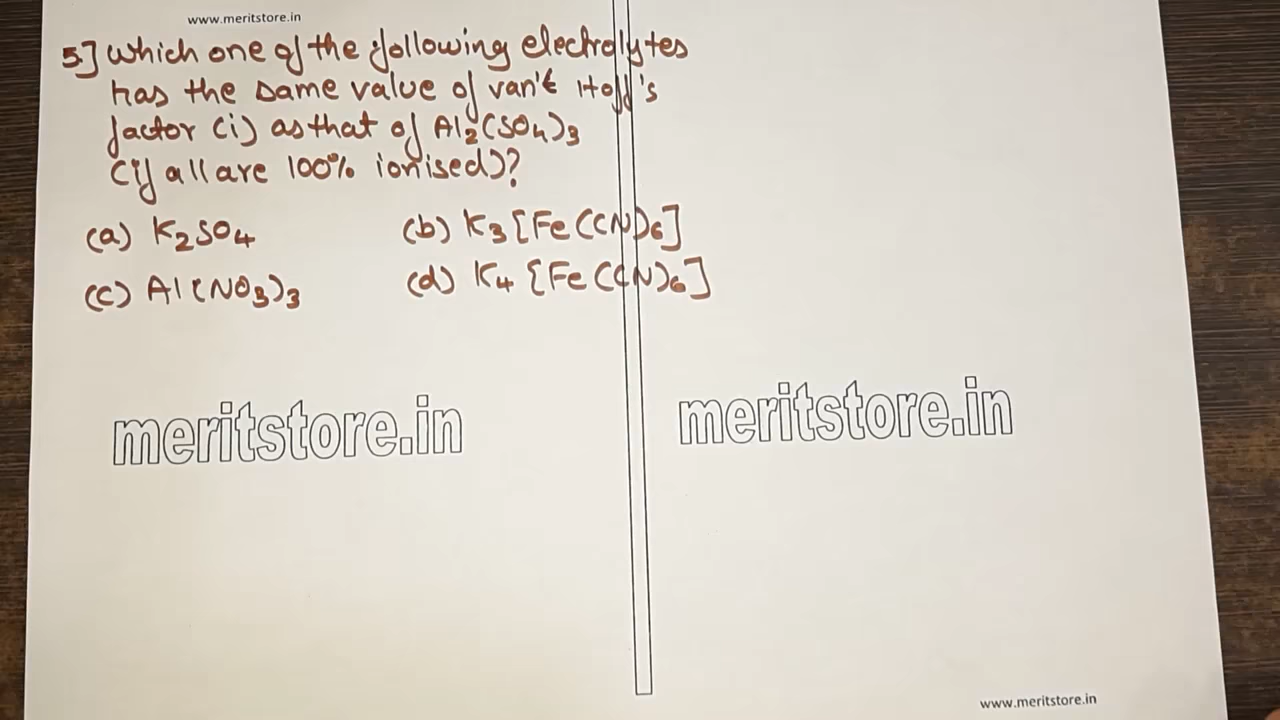 www.meritstore.in
5.] Which one of the following electrolytes
has the same value of van't Hoff's
factor (i) as that of Al₂(SO₄)₃
(if all are 100% ionised)?
(a) K₂SO₄ (b) K₃[Fe(CN)₆]
(c) Al(NO₃)₃ (d) K₄[Fe(CN)₆]
meritstore.in meritstore.in
www.meritstore.in